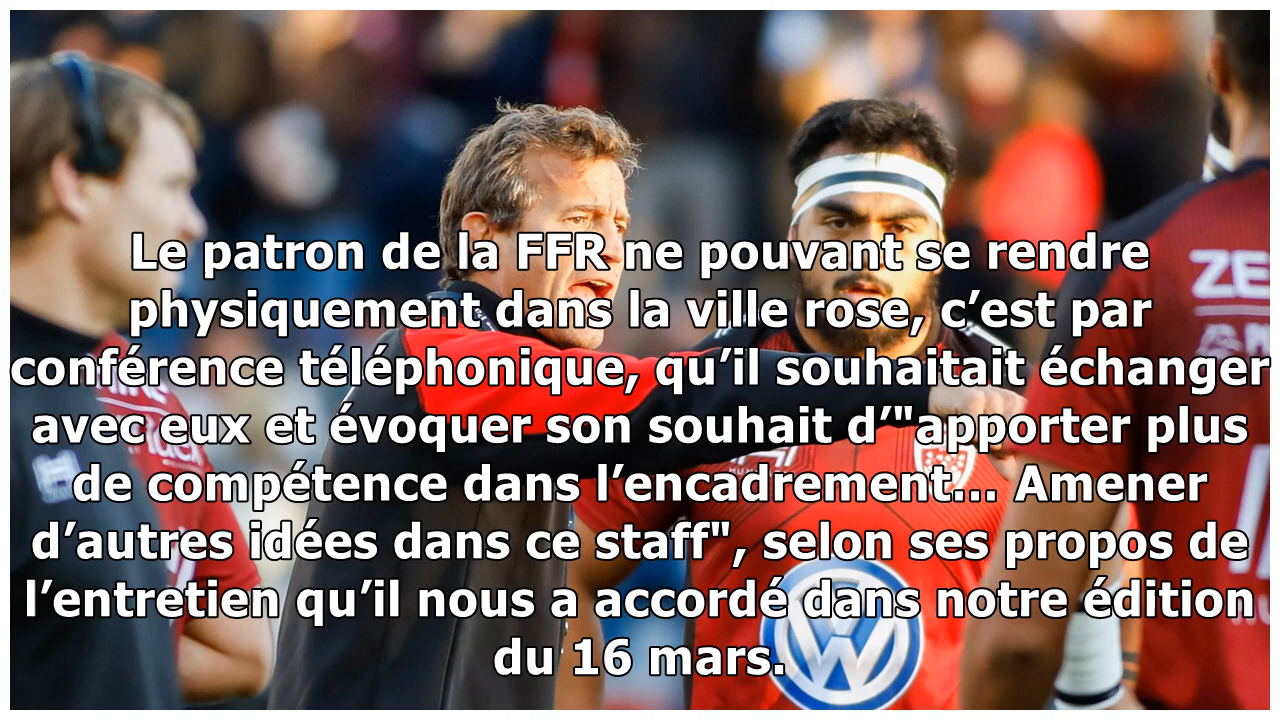 Le patron de la FFR ne pouvant se rendre
physiquement dans la ville rose, c’est par
conférence téléphonique, qu’il souhaitait échanger
avec eux et évoquer son souhait d’"apporter plus
de compétence dans l’encadrement... Amener
d’autres idées dans ce staff", selon ses propos de
l’entretien qu’il nous a accordé dans notre édition
du 16 mars.